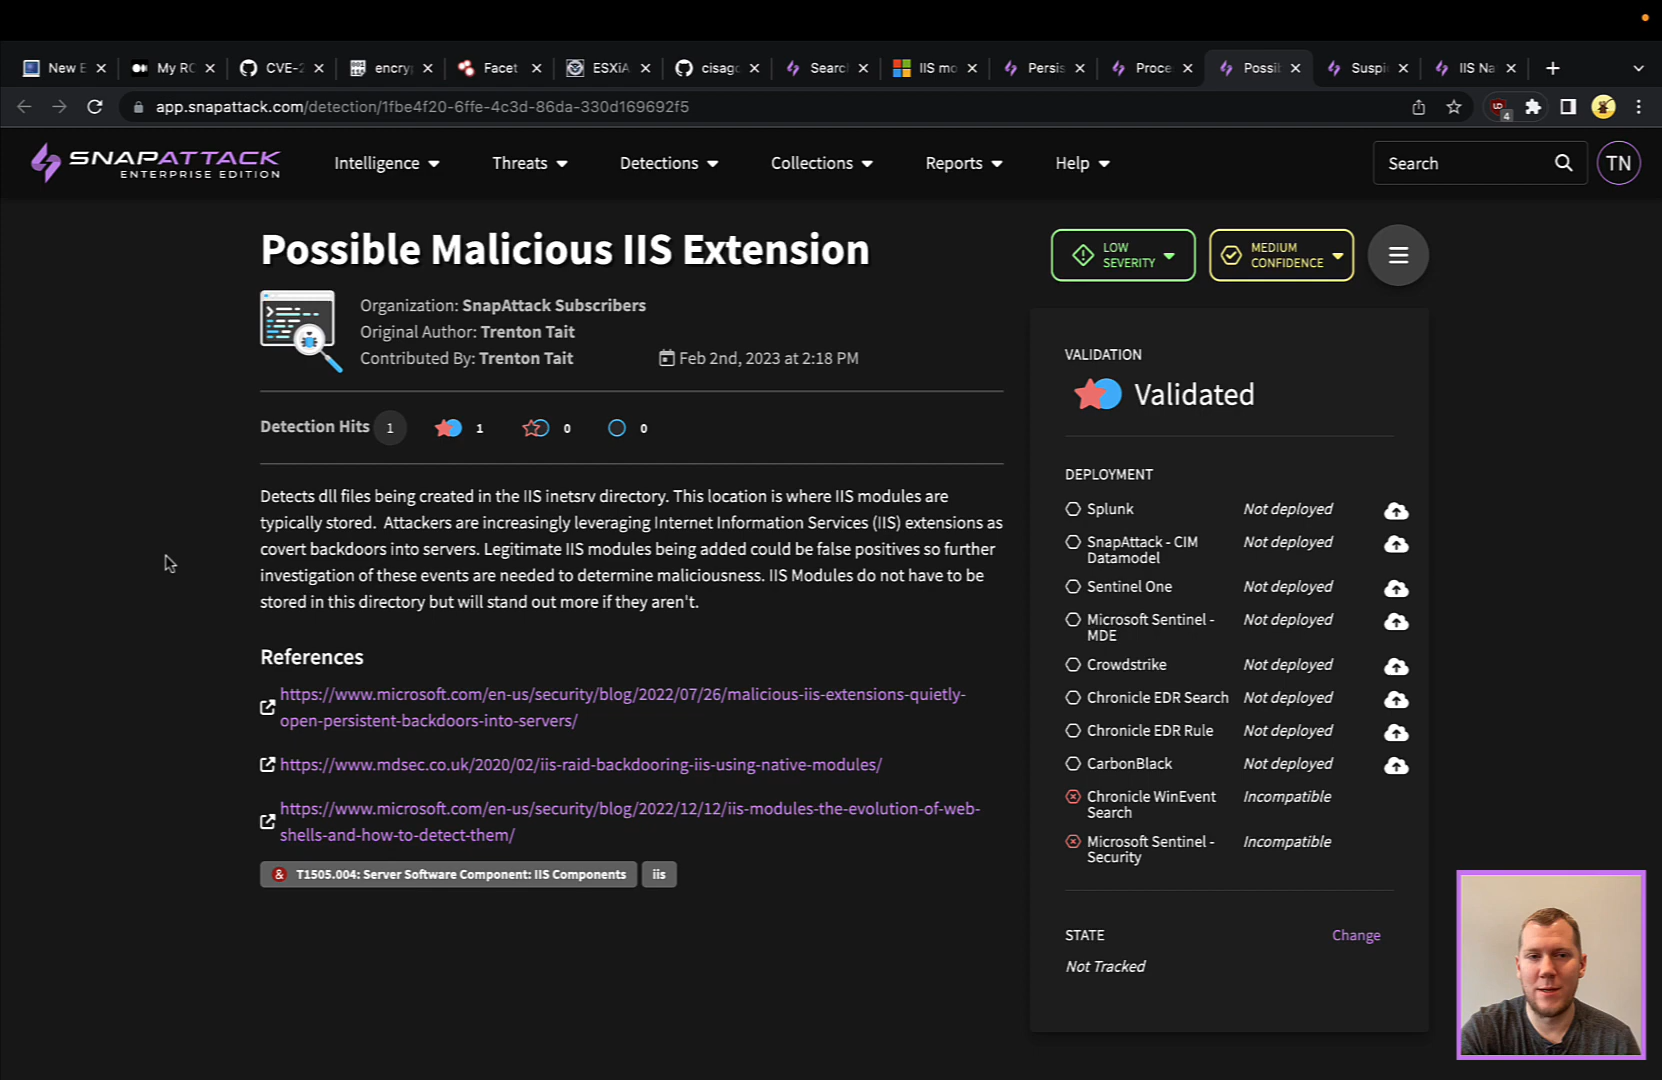 New E
My RC
CVE-2
encry
Facet
ESXiA
cisago
Searc
IIS mo
Persis
Proce
Possib
Suspi
IIS Na
app.snapattack.com/detection/1fbe4f20-6ffe-4c3d-86da-330d169692f5
4
SNAPATTACK
ENTERPRISE EDITION
Intelligence
Threats
Detections
Collections
Reports
Help
Search
TN
Possible Malicious IIS Extension
LOW
SEVERITY
MEDIUM
CONFIDENCE
Organization: SnapAttack Subscribers
Original Author: Trenton Tait
Contributed By: Trenton Tait
Feb 2nd, 2023 at 2:18 PM
Detection Hits 1 1 0 0
Detects dll files being created in the IIS inetsrv directory. This location is where IIS modules are
typically stored. Attackers are increasingly leveraging Internet Information Services (IIS) extensions as
covert backdoors into servers. Legitimate IIS modules being added could be false positives so further
investigation of these events are needed to determine maliciousness. IIS Modules do not have to be
stored in this directory but will stand out more if they aren't.
References
https://www.microsoft.com/en-us/security/blog/2022/07/26/malicious-iis-extensions-quietly-
open-persistent-backdoors-into-servers/
https://www.mdsec.co.uk/2020/02/iis-raid-backdooring-iis-using-native-modules/
https://www.microsoft.com/en-us/security/blog/2022/12/12/iis-modules-the-evolution-of-web-
shells-and-how-to-detect-them/
& T1505.004: Server Software Component: IIS Components
iis
VALIDATION
Validated
DEPLOYMENT
Splunk Not deployed
SnapAttack - CIM Not deployed
Datamodel
Sentinel One Not deployed
Microsoft Sentinel - Not deployed
MDE
Crowdstrike Not deployed
Chronicle EDR Search Not deployed
Chronicle EDR Rule Not deployed
CarbonBlack Not deployed
Chronicle WinEvent Incompatible
Search
Microsoft Sentinel - Incompatible
Security
STATE Change
Not Tracked